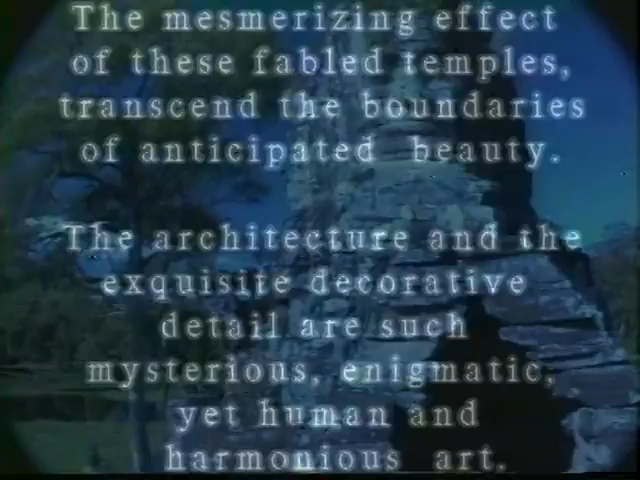 The mesmerizing effect
of these fabled temples,
transcend the boundaries
of anticipated beauty.
The architecture and the
exquisite decorative
detail are such
mysterious, enigmatic,
yet human and
harmonious art.